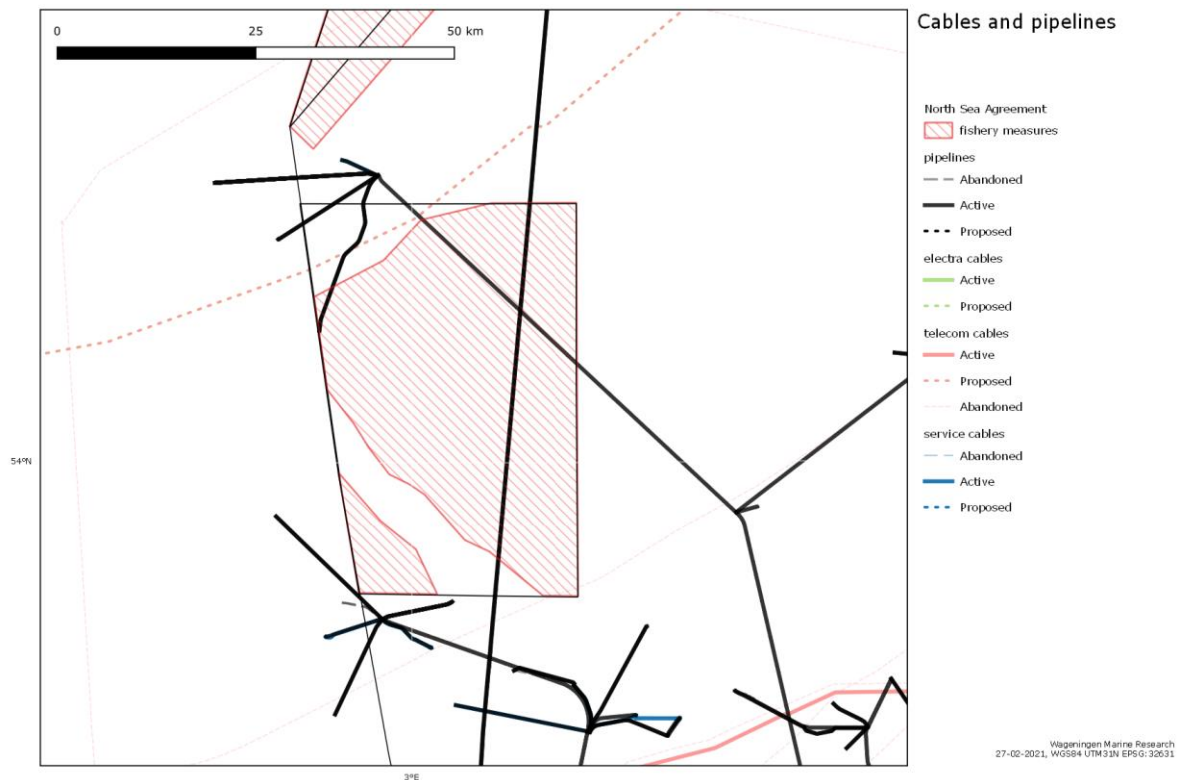 Cables and pipelines
0 25 50 km
North Sea Agreement
fishery measures
pipelines
Abandoned
Active
Proposed
electra cables
Active
Proposed
telecom cables
Active
Proposed
Abandoned
service cables
Abandoned
Active
Proposed
54ºN
3ºE
Wageningen Marine Research
27-02-2021, WGS84 UTM31N EPSG:32631